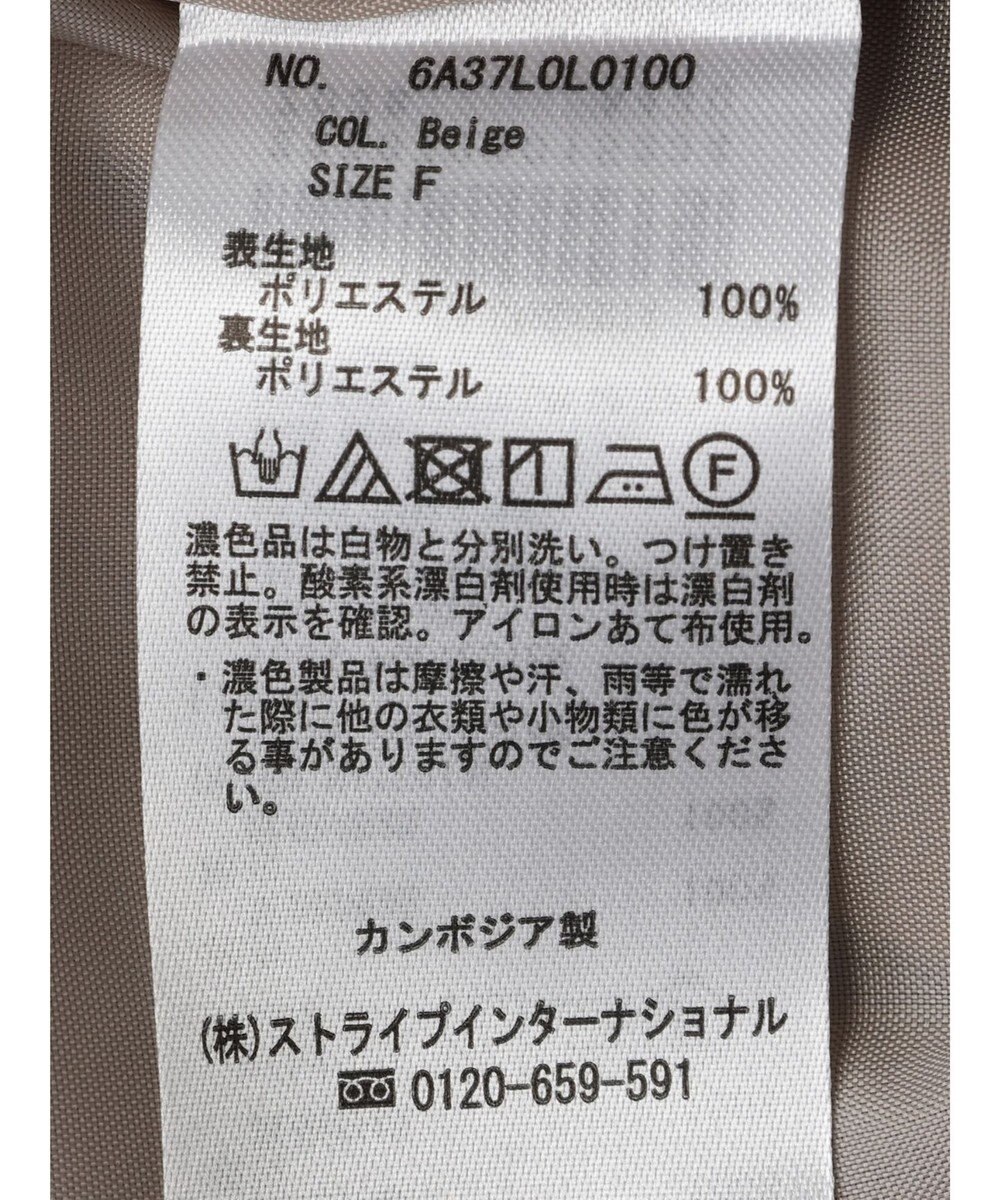 NO. 6A37L0L0100
COL. Beige
SIZE F
表生地
ポリエステル 100%
裏生地
ポリエステル 100%
F
濃色品は白物と分別洗い。つけ置き
禁止。酸素系漂白剤使用時は漂白剤
の表示を確認。アイロンあて布使用。
・濃色製品は摩擦や汗、雨等で濡れ
た際に他の衣類や小物類に色が移
る事がありますのでご注意くださ
い。
カンボジア製
(株)ストライプインターナショナル
0120-659-591